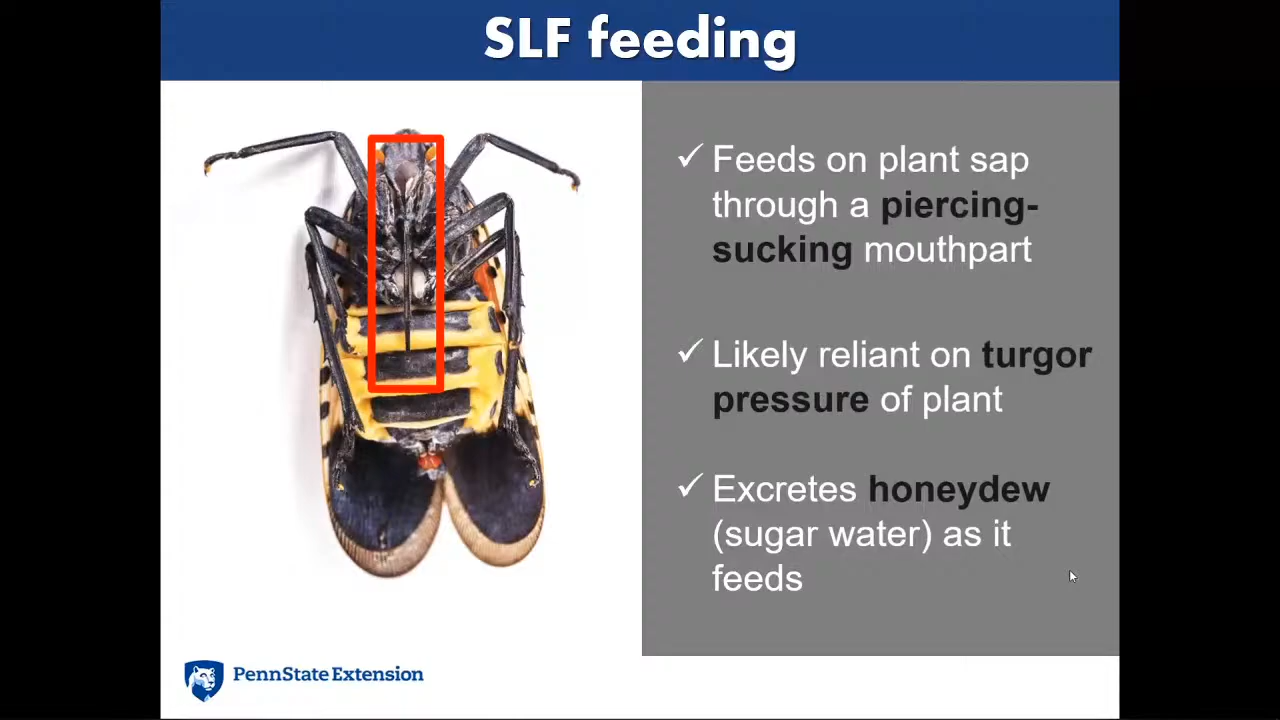 SLF feeding
✓ Feeds on plant sap
through a piercing-
sucking mouthpart
✓ Likely reliant on turgor
pressure of plant
✓ Excretes honeydew
(sugar water) as it
feeds
PennState Extension